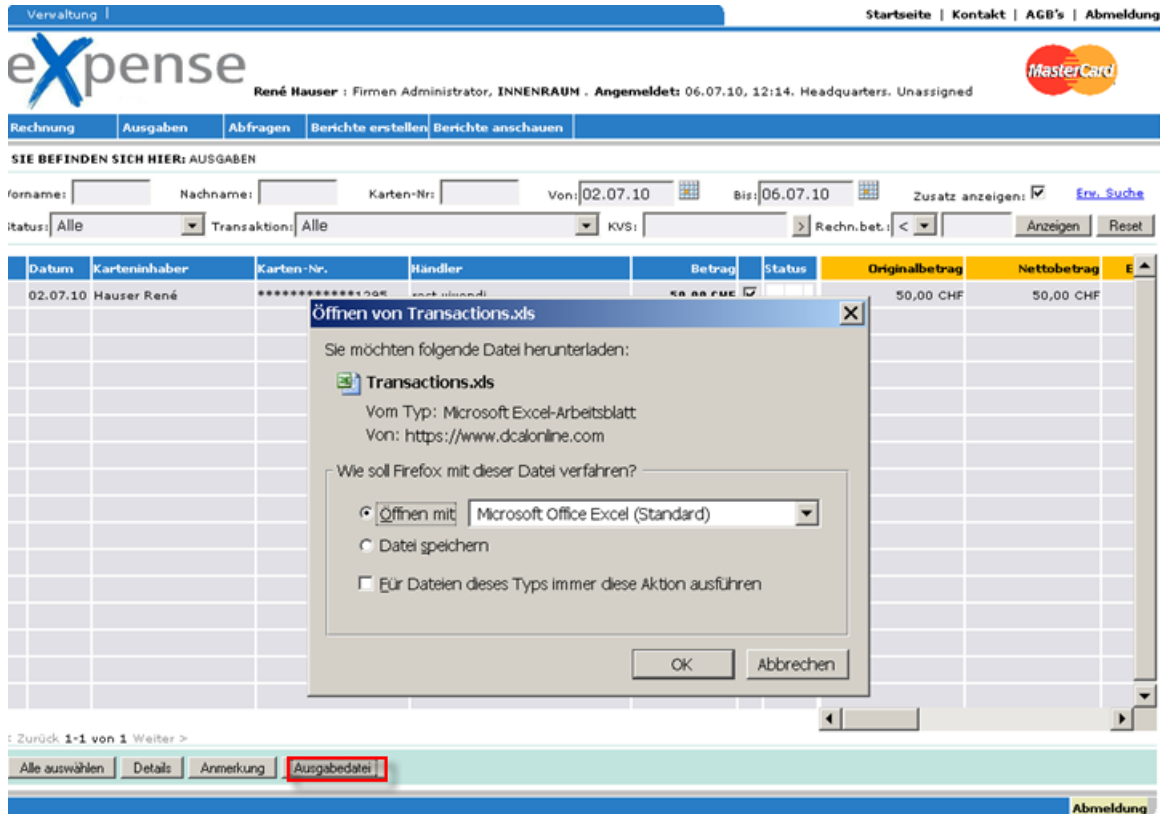 Verwaltung |
Startseite | Kontakt | AGB's | Abmeldung
eXpense
MasterCard
René Hauser : Firmen Administrator, INNENRAUM . Angemeldet: 06.07.10, 12:14. Headquarters. Unassigned
Rechnung Ausgaben Abfragen Berichte erstellen Berichte anschauen
SIE BEFINDEN SICH HIER: AUSGABEN
Vorname: Nachname: Karten-Nr: Von: 02.07.10 Bis: 06.07.10 Zusatz anzeigen: Erw. Suche
Status: Alle Transaktion: Alle KVS: > Rechn.bet.: < Anzeigen Reset
Datum Karteninhaber Karten-Nr. Händler Betrag Status Originalbetrag Nettobetrag E
02.07.10 Hauser René ************1295 50,00 CHF 50,00 CHF 50,00 CHF
Öffnen von Transactions.xls
Sie möchten folgende Datei herunterladen:
Transactions.xls
Vom Typ: Microsoft Excel-Arbeitsblatt
Von: https://www.dcalonline.com
Wie soll Firefox mit dieser Datei verfahren?
Öffnen mit Microsoft Office Excel (Standard)
Datei speichern
Für Dateien dieses Typs immer diese Aktion ausführen
OK Abbrechen
< Zurück 1-1 von 1 Weiter >
Alle auswählen Details Anmerkung Ausgabedatei
Abmeldung